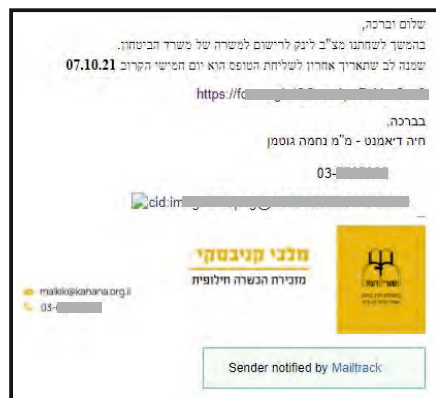 שלום וברכה,
בהמשך לשחתנו מצ"ב לינק לרישום למשרה של משרד הביטחון.
שמנה לב שתאריך אחרון לשליחת הטופס הוא יום חמישי הקרוב 07.10.21
https://fo
בברכה,
חיה דיאמנט - מ"מ נחמה גוטמן
03-
cid:im
מלכי קניבסקי
מזכירת הכשרה חילופית
malkik@kahana.org.il
03-
Sender notified by Mailtrack